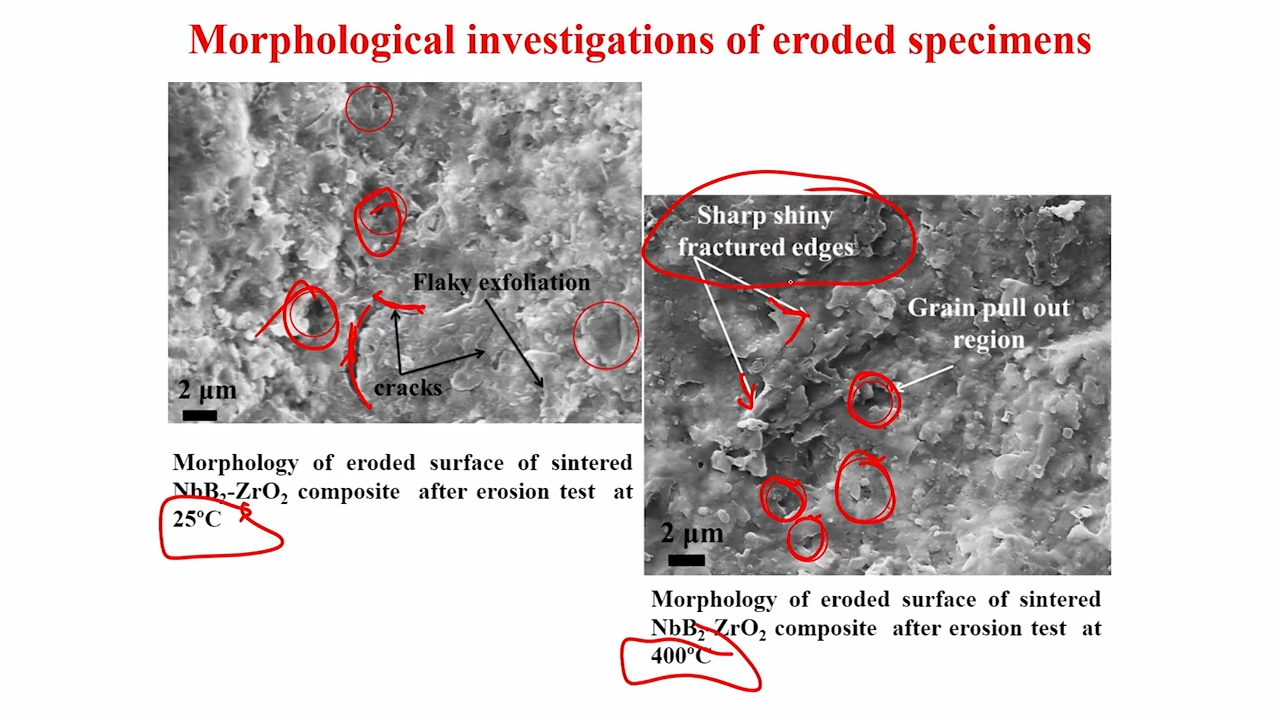 Morphological investigations of eroded specimens
Flaky exfoliation
cracks
2 μm
Morphology of eroded surface of sintered
NbB₂-ZrO₂ composite after erosion test at
25ºC
Sharp shiny
fractured edges
Grain pull out
region
2 μm
Morphology of eroded surface of sintered
NbB₂-ZrO₂ composite after erosion test at
400ºC